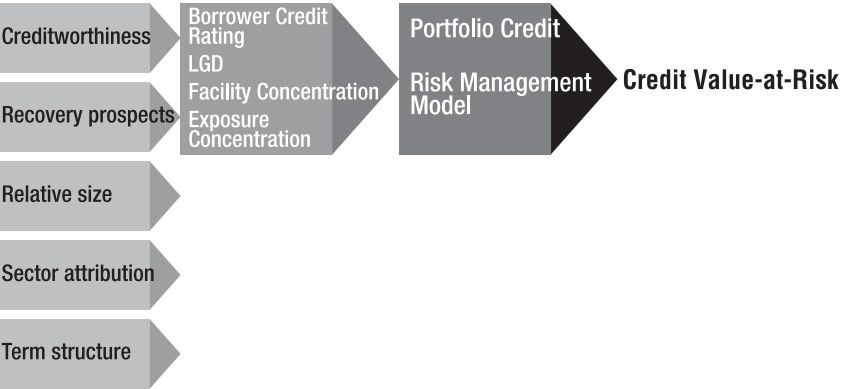 Creditworthiness
Recovery prospects
Relative size
Sector attribution
Term structure
Borrower Credit
Rating
LGD
Facility Concentration
Exposure
Concentration
Portfolio Credit
Risk Management
Model
Credit Value-at-Risk